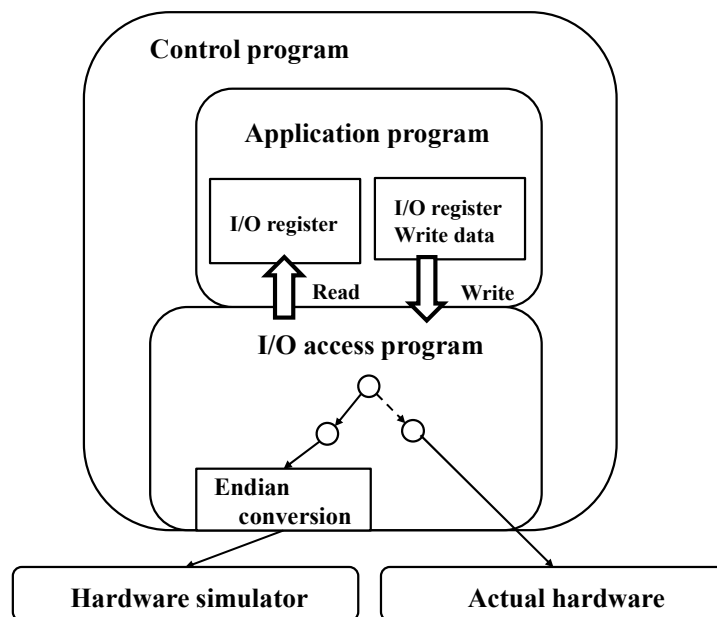 Control program
Application program
I/O register
I/O register
Write data
Read
Write
I/O access program
Endian
conversion
Hardware simulator
Actual hardware